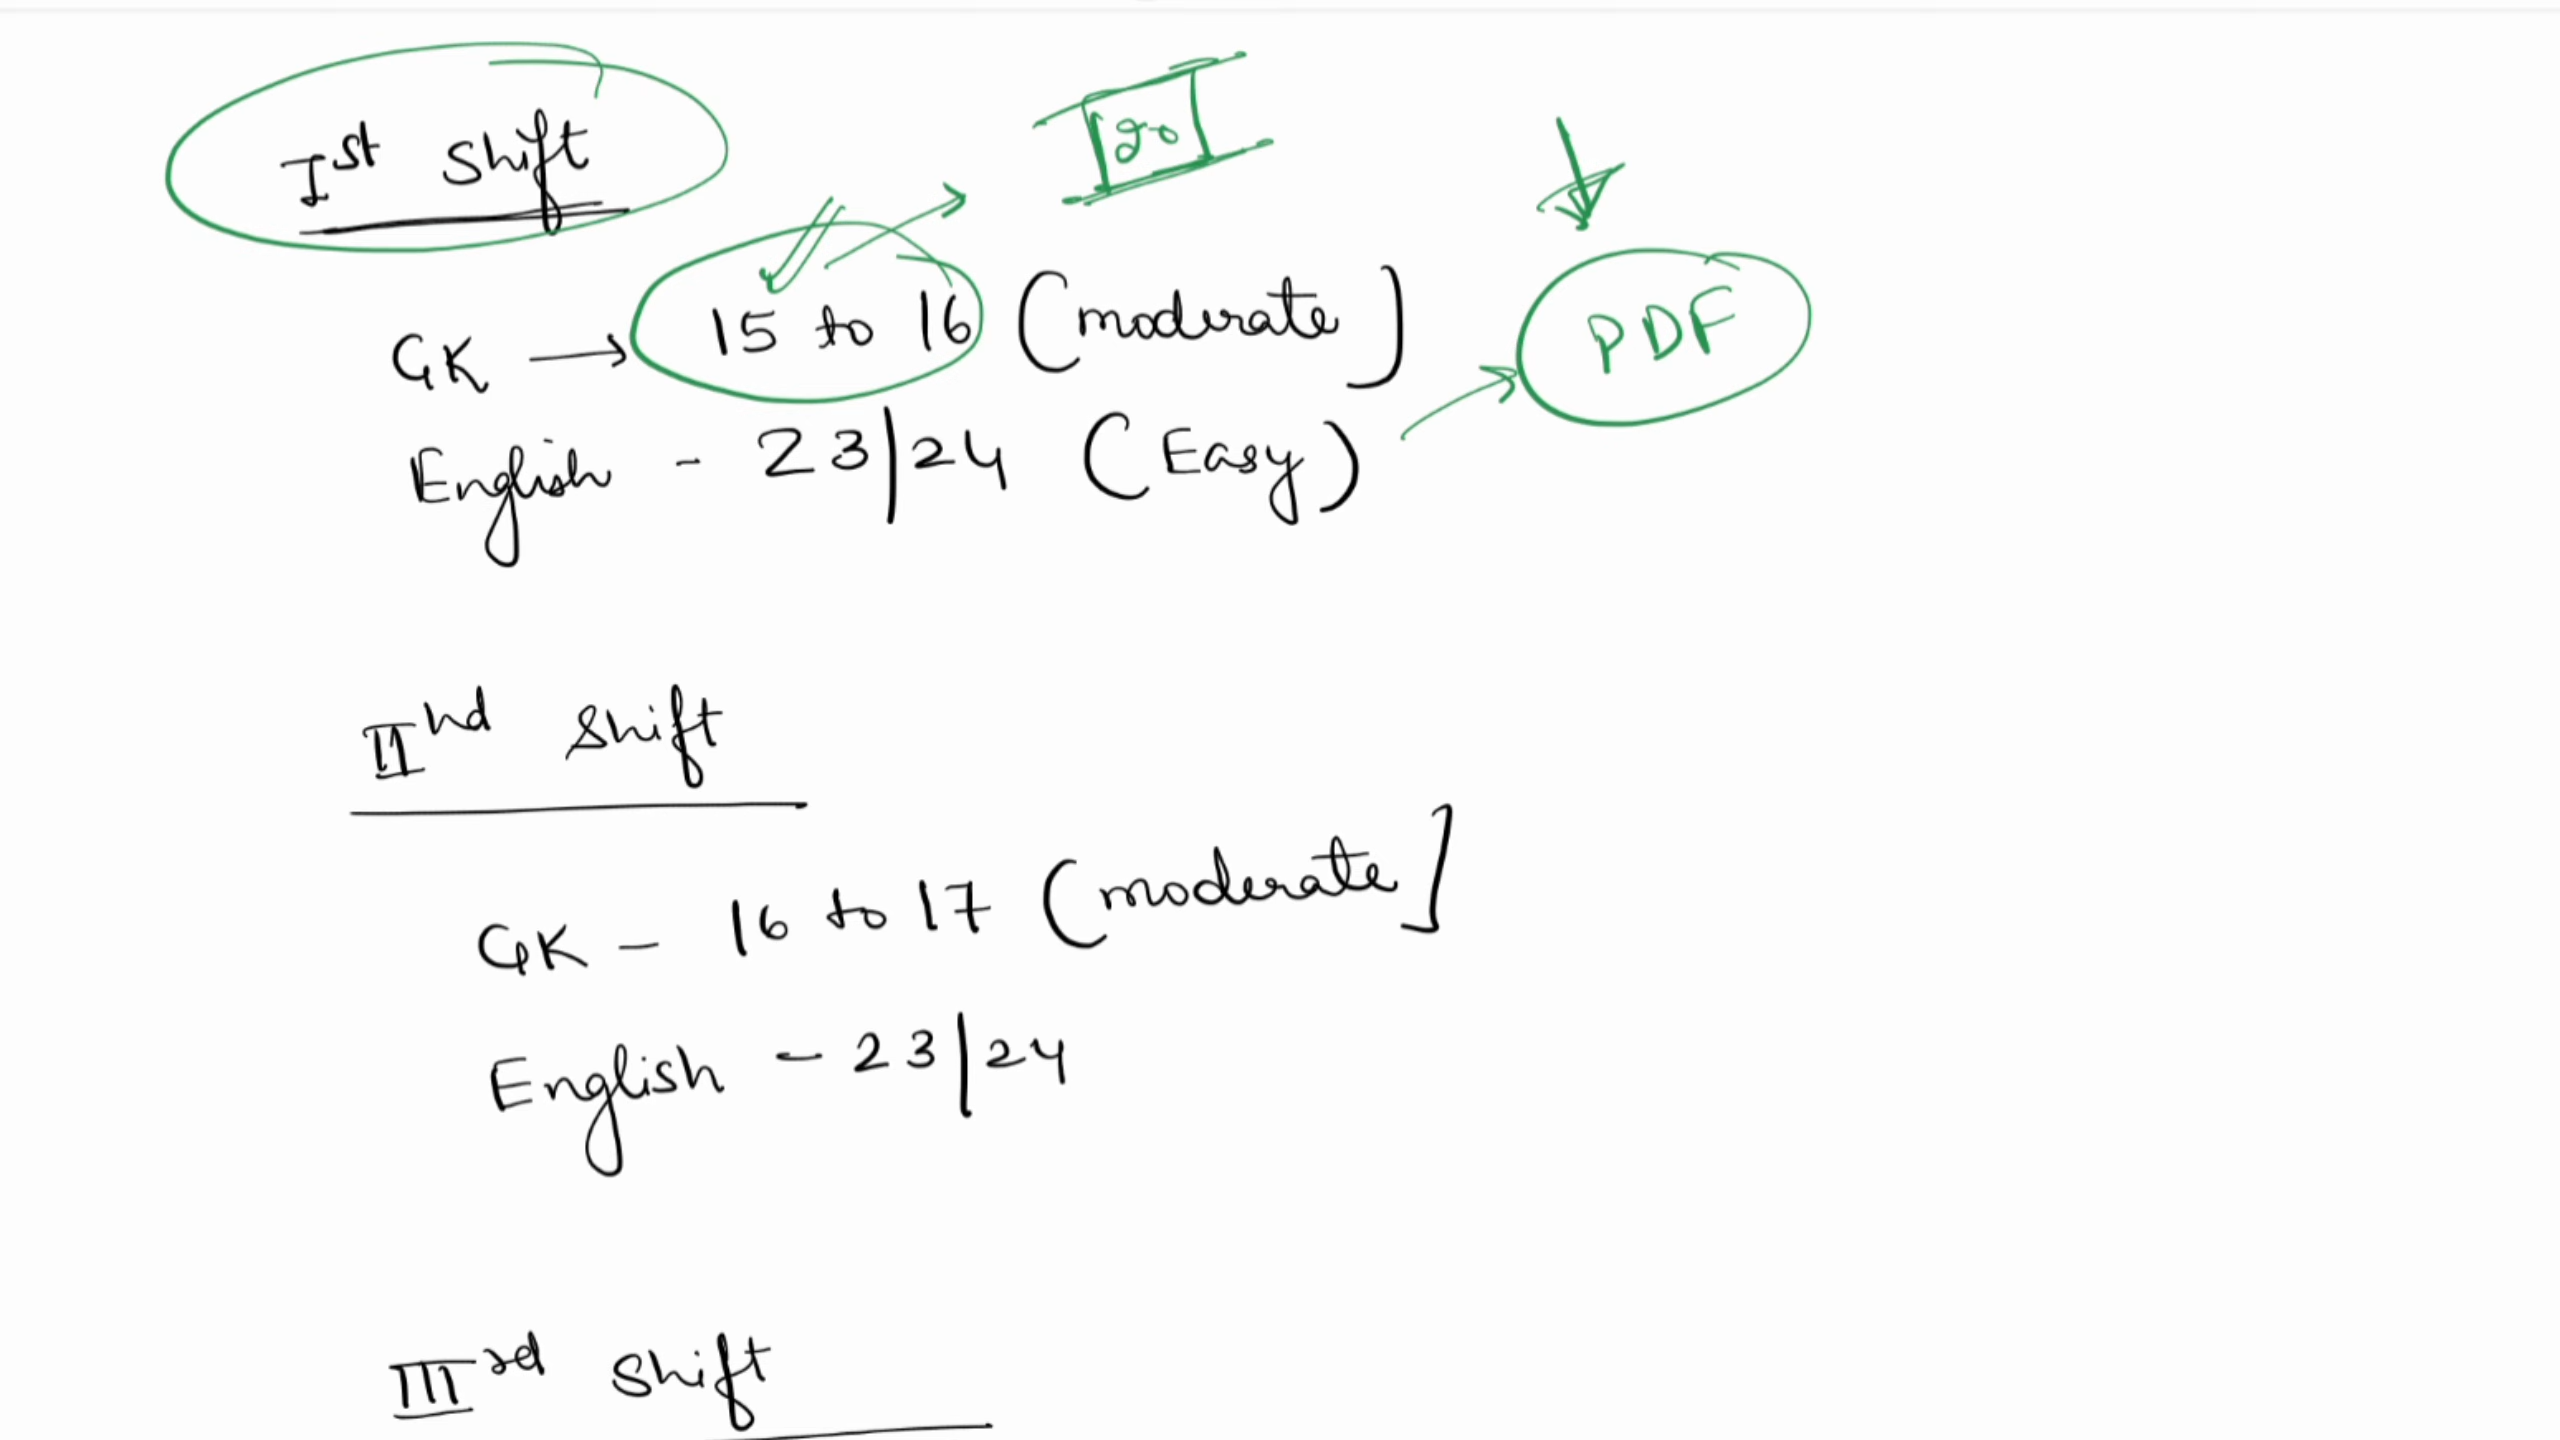 Ist Shift
20
GK → 15 to 16 (moderate]
PDF
English - 23|24 (Easy)
IInd Shift
GK - 16 to 17 (moderate]
English - 23|24
IIIrd Shift